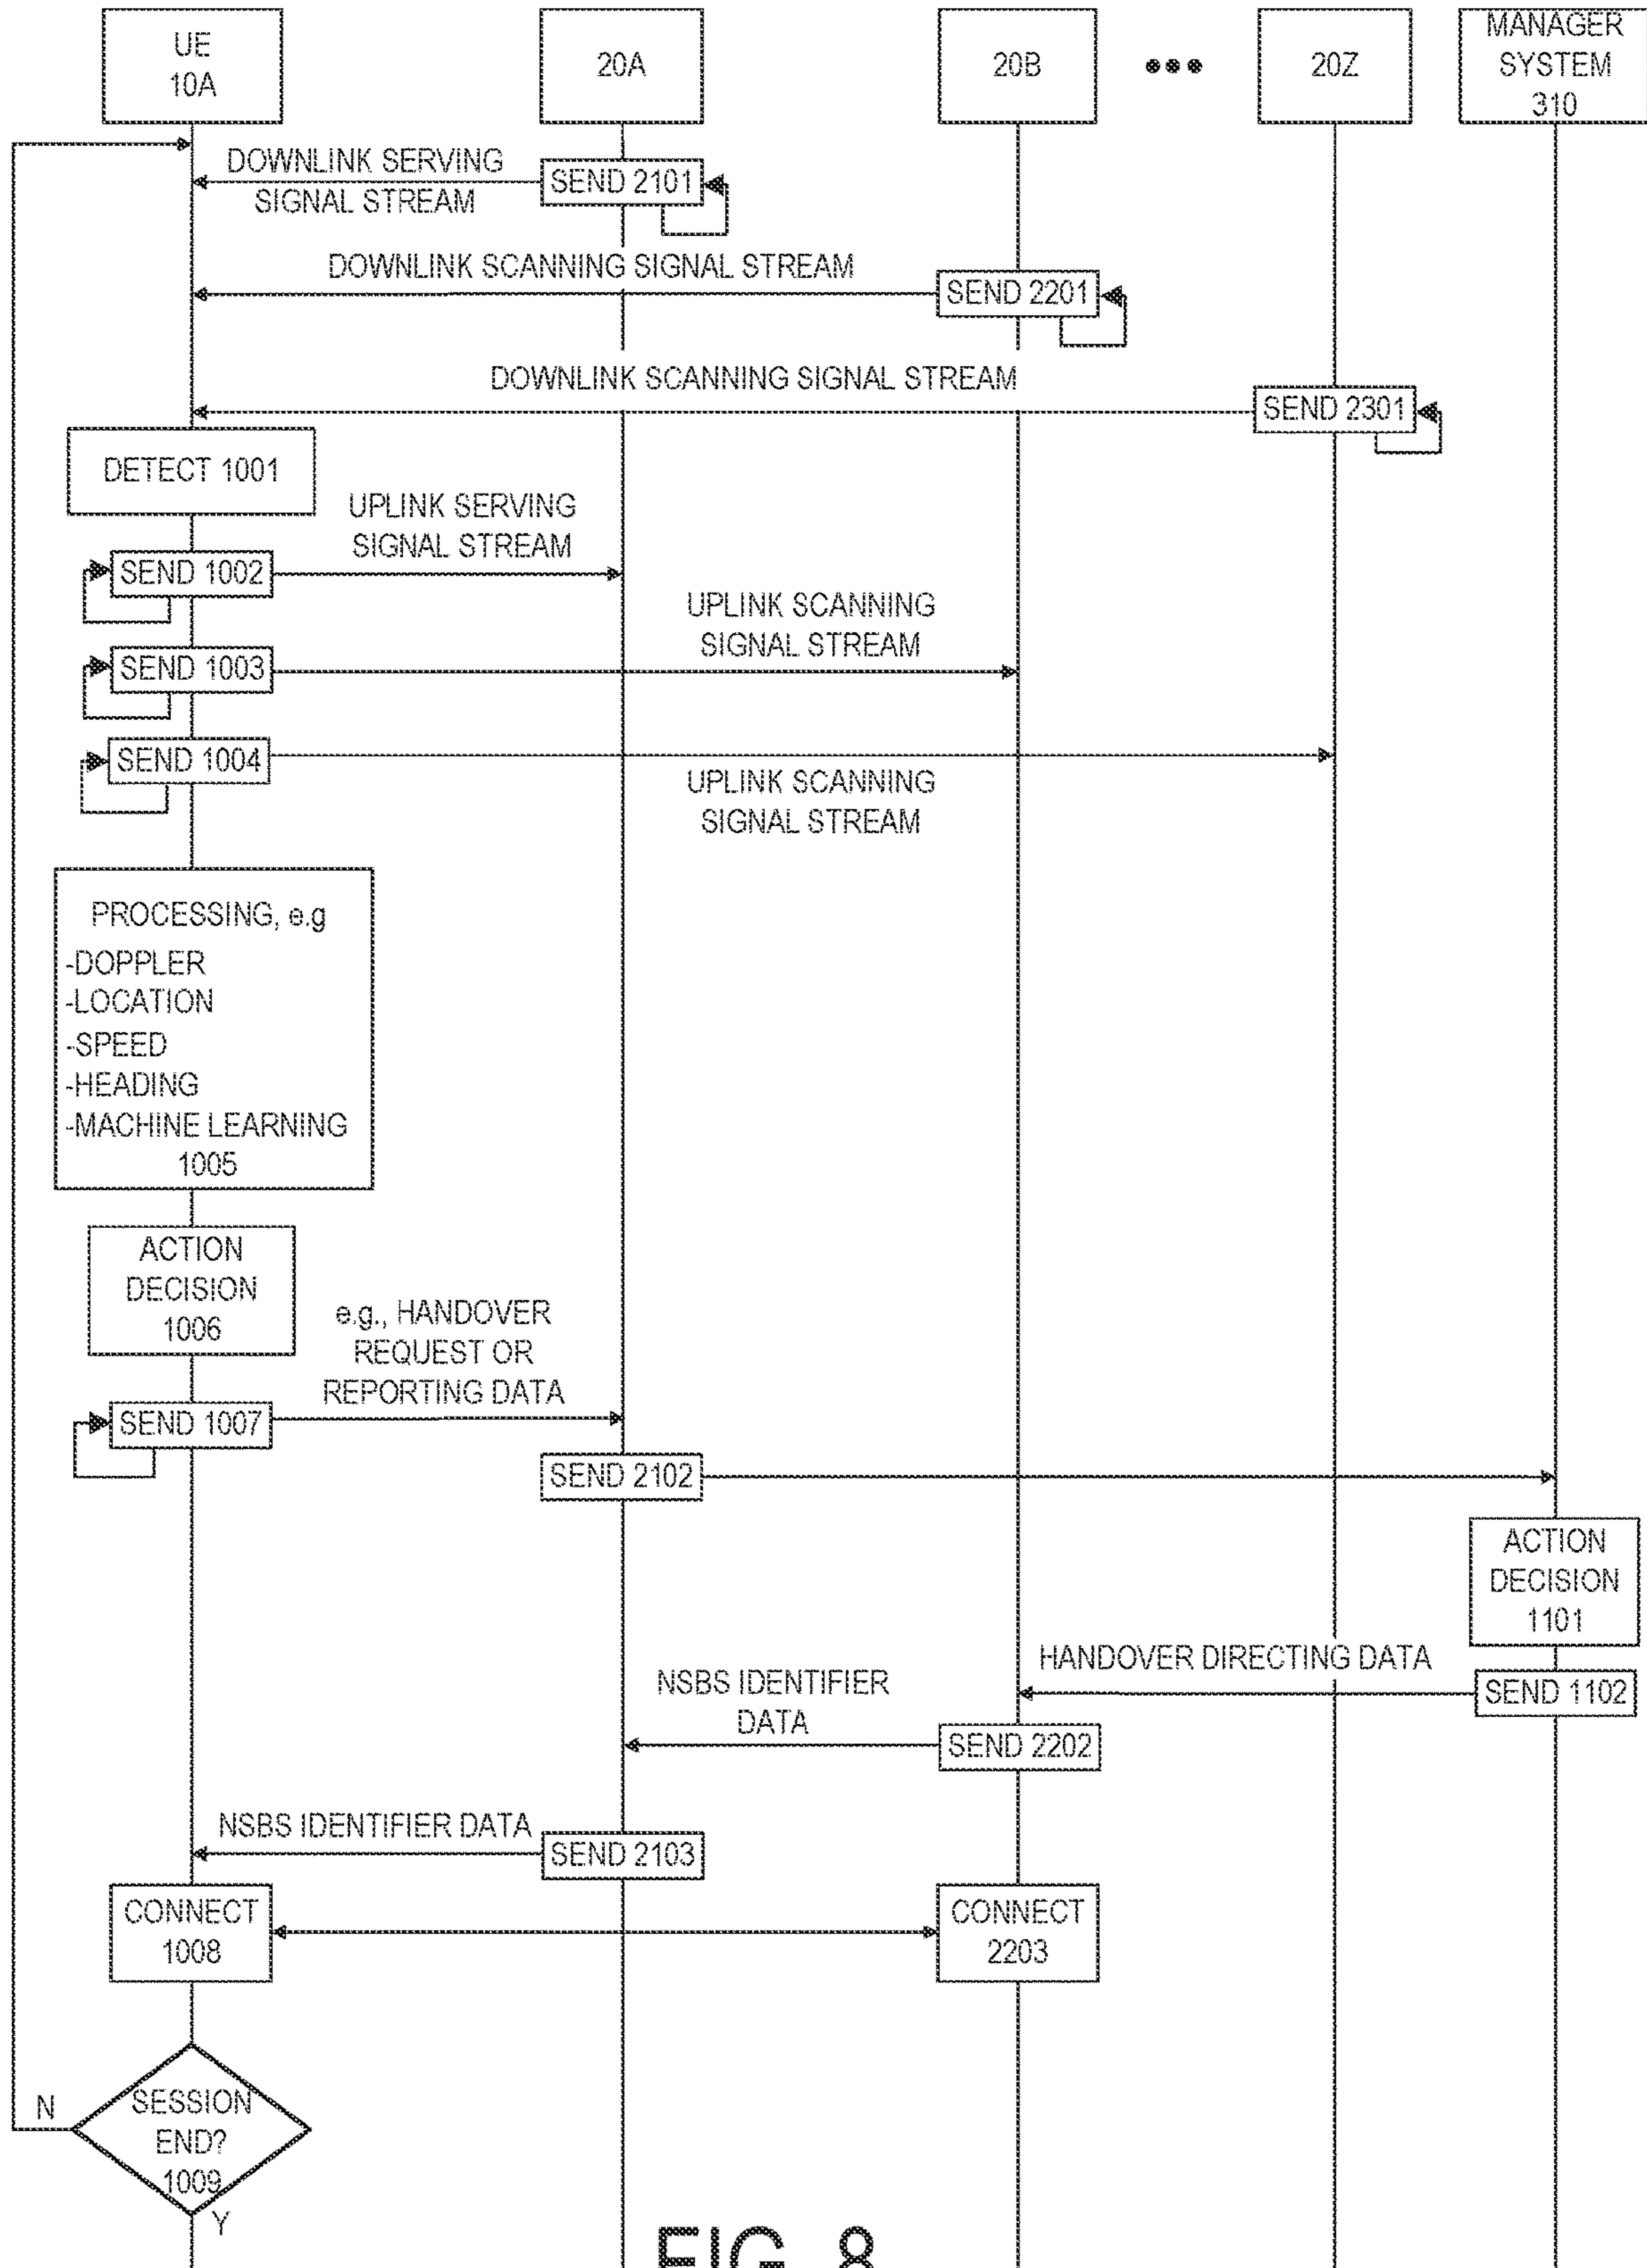 UE
10A
20A
20B
•••
20Z
MANAGER
SYSTEM
310
DOWNLINK SERVING
SIGNAL STREAM
SEND 2101
DOWNLINK SCANNING SIGNAL STREAM
SEND 2201
DOWNLINK SCANNING SIGNAL STREAM
SEND 2301
DETECT 1001
UPLINK SERVING
SIGNAL STREAM
SEND 1002
UPLINK SCANNING
SIGNAL STREAM
SEND 1003
SEND 1004
UPLINK SCANNING
SIGNAL STREAM
PROCESSING, e.g
-DOPPLER
-LOCATION
-SPEED
-HEADING
-MACHINE LEARNING
1005
ACTION
DECISION
1006
e.g., HANDOVER
REQUEST OR
REPORTING DATA
SEND 1007
SEND 2102
ACTION
DECISION
1101
HANDOVER DIRECTING DATA
SEND 1102
NSBS IDENTIFIER
DATA
SEND 2202
NSBS IDENTIFIER DATA
SEND 2103
CONNECT
1008
CONNECT
2203
SESSION
END?
1009
N
Y
FIG. 8